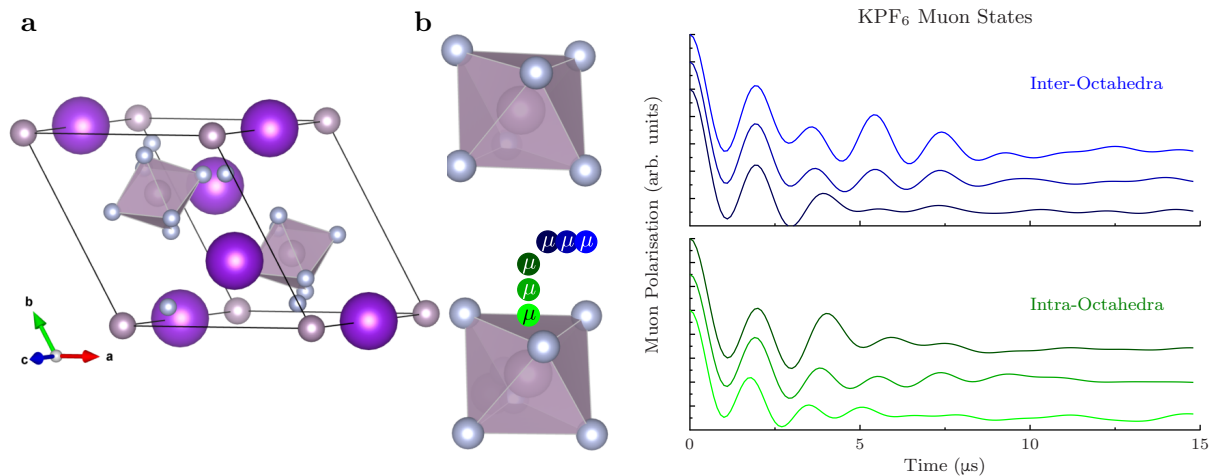 a
b
b
c
a
μ μ μ
μ
μ
μ
KPF₆ Muon States
Muon Polarisation (arb. units)
Inter-Octahedra
Intra-Octahedra
0 5 10 15
Time (μs)